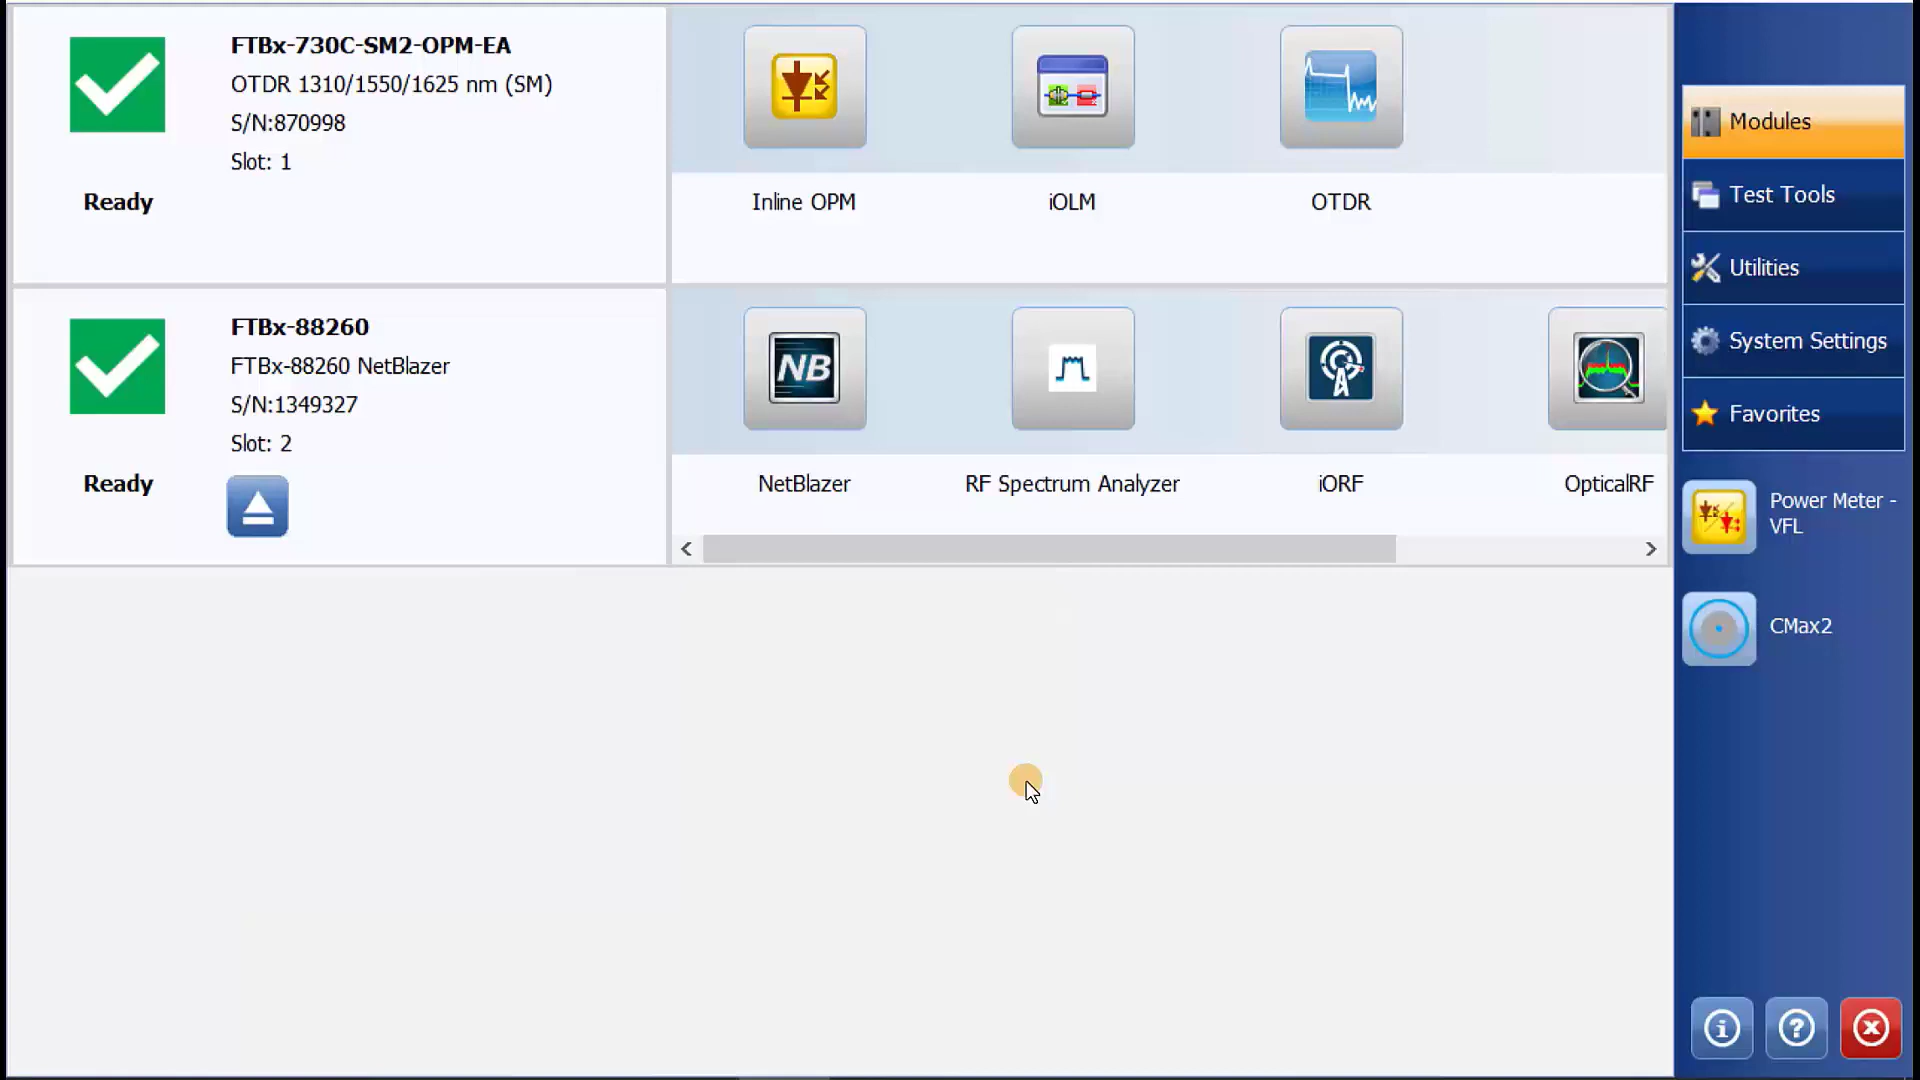 FTBx-730C-SM2-OPM-EA
OTDR 1310/1550/1625 nm (SM)
S/N:870998
Slot: 1
Ready
Inline OPM
iOLM
OTDR
FTBx-88260
FTBx-88260 NetBlazer
S/N:1349327
Slot: 2
Ready
NB
NetBlazer
RF Spectrum Analyzer
iORF
OpticalRF
Modules
Test Tools
Utilities
System Settings
Favorites
Power Meter -
VFL
CMax2